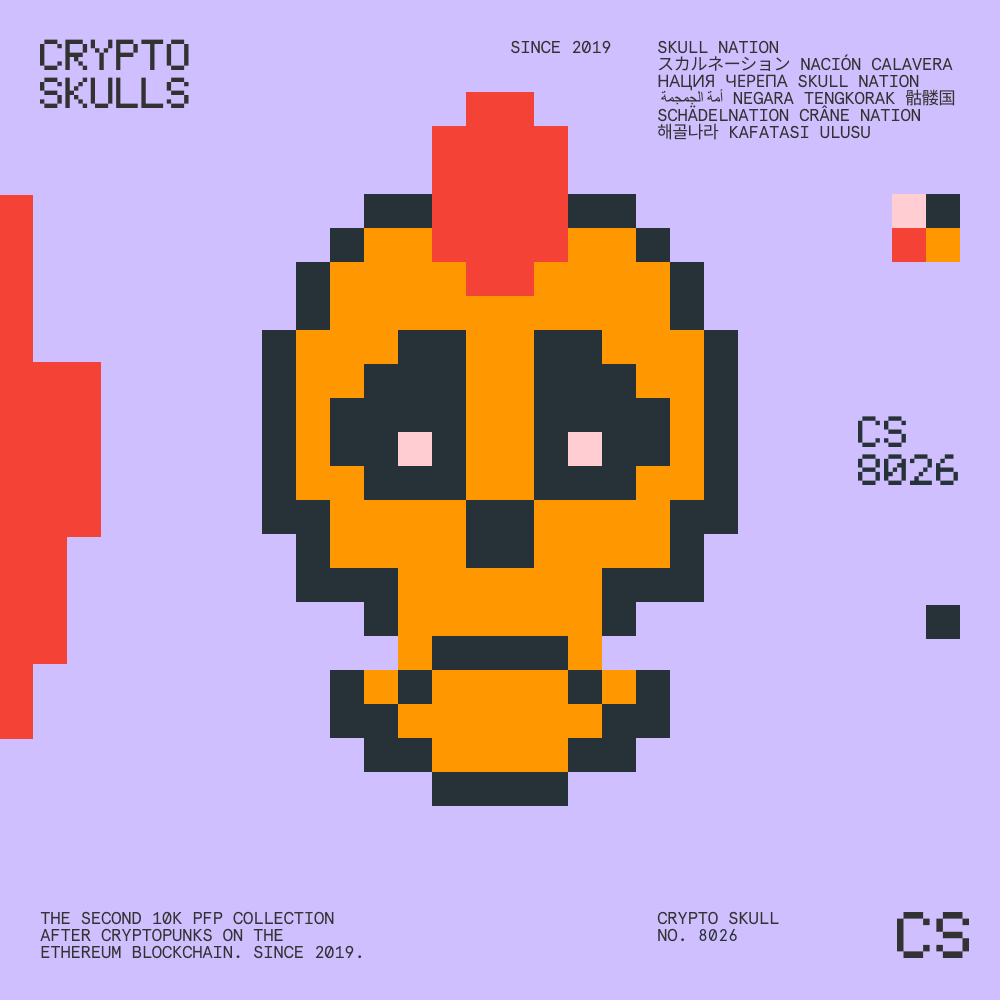 CRYPTO
SKULLS
SINCE 2019
SKULL NATION
スカルネーション NACIÓN CALAVERA
НАЦИЯ ЧЕРЕПА SKULL NATION
أمة الجمجمة NEGARA TENGKORAK 骷髅国
SCHÄDELNATION CRÂNE NATION
해골나라 KAFATASI ULUSU
CS
8026
THE SECOND 10K PFP COLLECTION
AFTER CRYPTOPUNKS ON THE
ETHEREUM BLOCKCHAIN. SINCE 2019.
CRYPTO SKULL
NO. 8026
CS